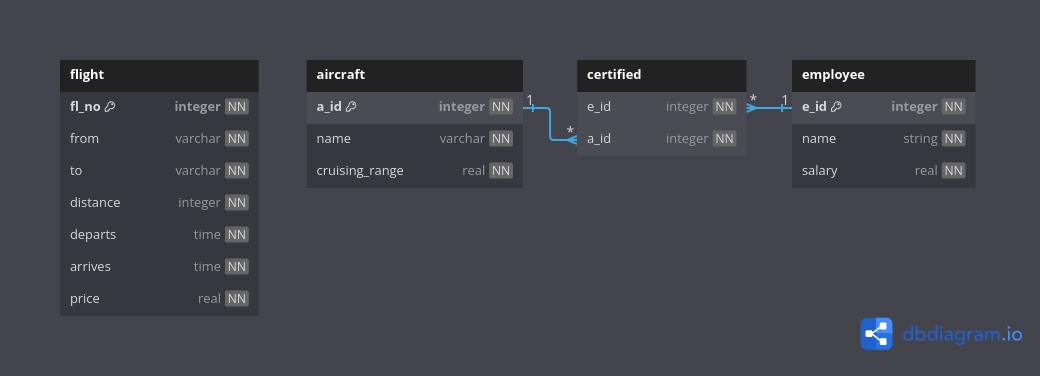 flight
fl_no integer NN
from varchar NN
to varchar NN
distance integer NN
departs time NN
arrives time NN
price real NN
aircraft
a_id integer NN
name varchar NN
cruising_range real NN
1
*
certified
e_id integer NN
a_id integer NN
* 1
employee
e_id integer NN
name string NN
salary real NN
dbdiagram.io